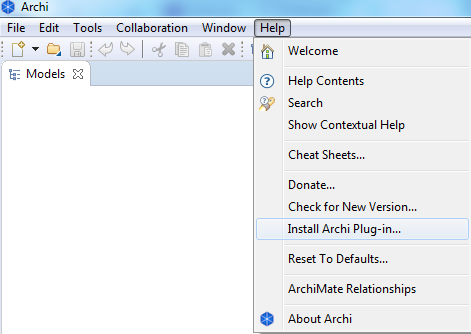 Archi
File Edit Tools Collaboration Window Help
Models
Welcome
Help Contents
Search
Show Contextual Help
Cheat Sheets...
Donate...
Check for New Version...
Install Archi Plug-in...
Reset To Defaults...
ArchiMate Relationships
About Archi